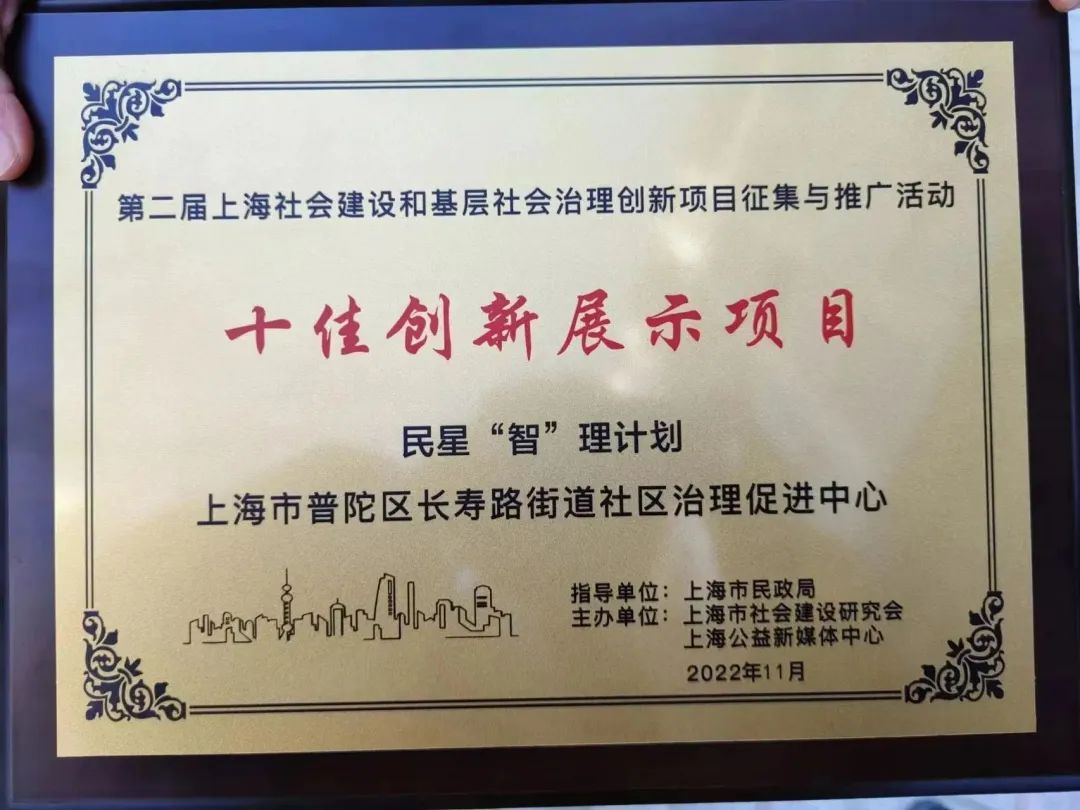 第二届上海社会建设和基层社会治理创新项目征集与推广活动
十佳创新展示项目
民星“智”理计划
上海市普陀区长寿路街道社区治理促进中心
指导单位：上海市民政局
主办单位：上海市社会建设研究会
上海公益新媒体中心
2022年11月